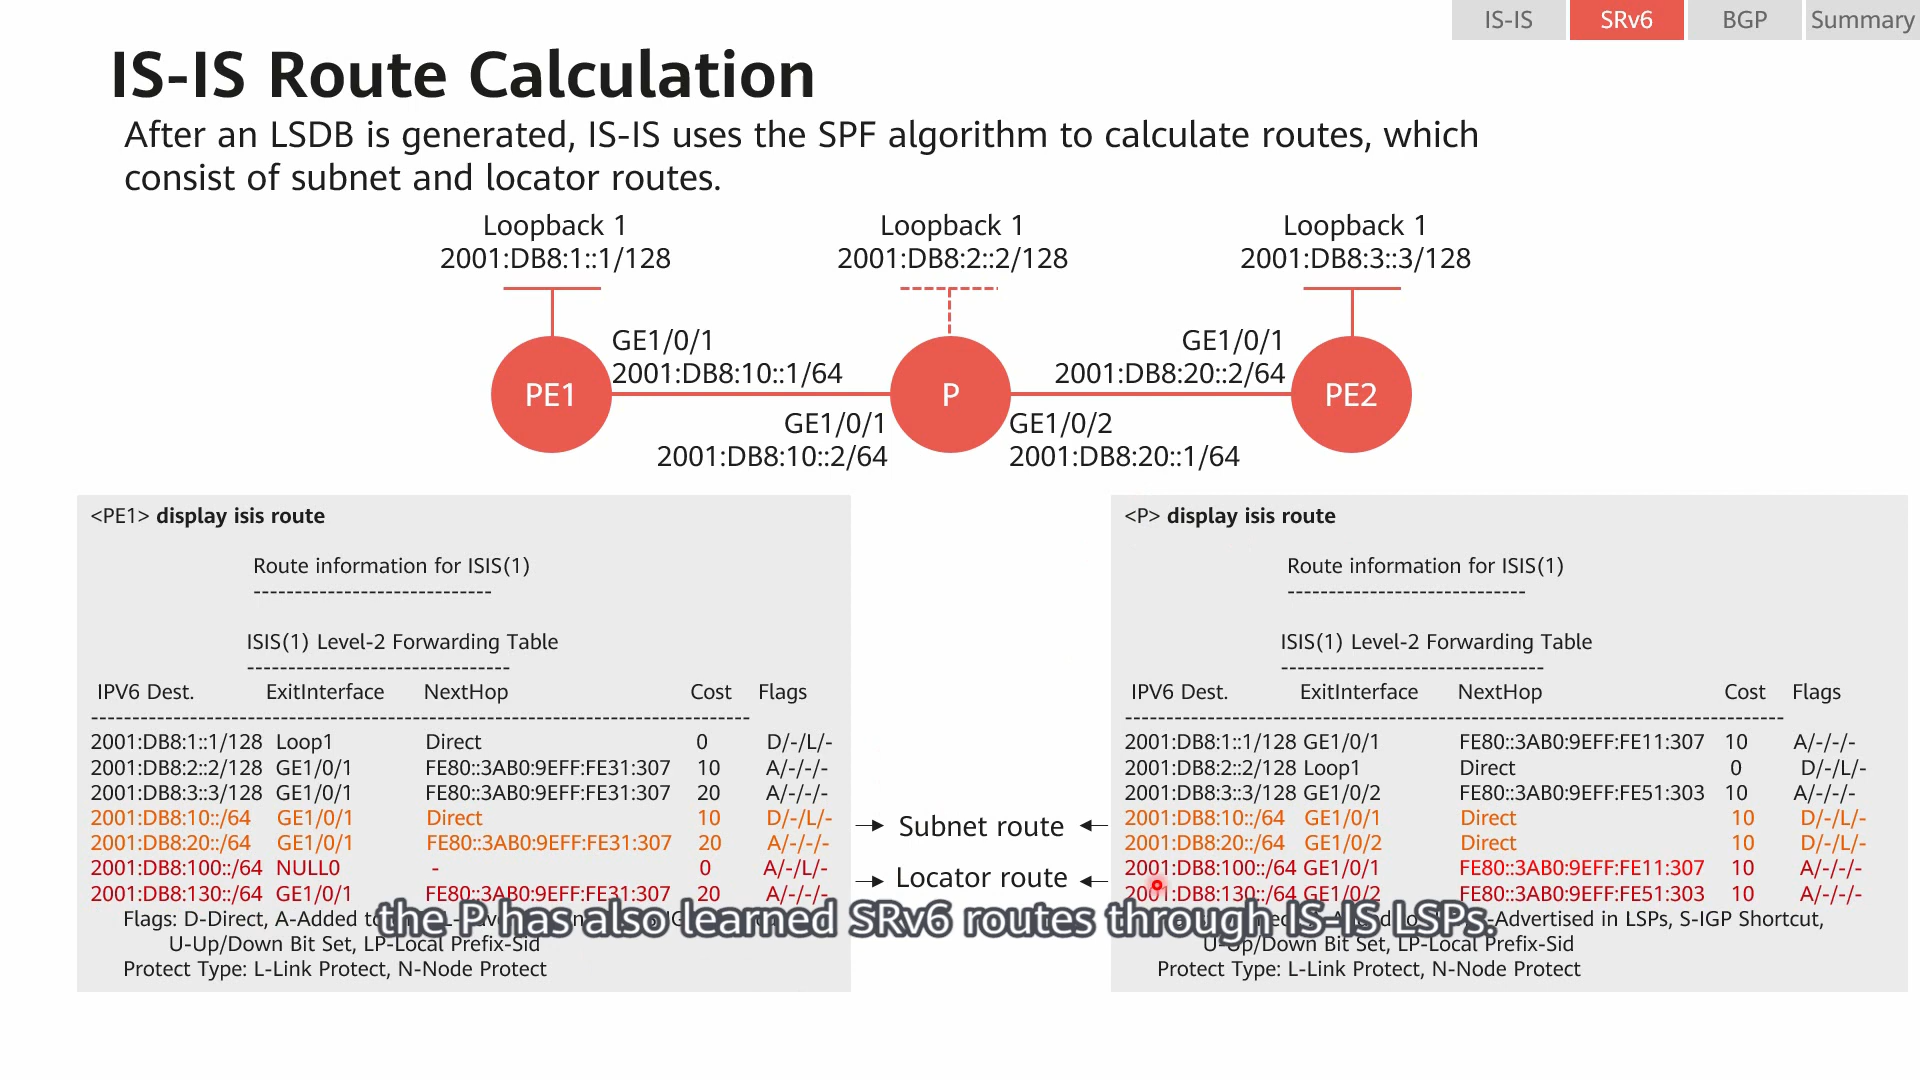 IS-IS
SRv6
BGP
Summary
IS-IS Route Calculation
After an LSDB is generated, IS-IS uses the SPF algorithm to calculate routes, which
consist of subnet and locator routes.
Loopback 1
2001:DB8:1::1/128
Loopback 1
2001:DB8:2::2/128
Loopback 1
2001:DB8:3::3/128
GE1/0/1
2001:DB8:10::1/64
GE1/0/1
2001:DB8:20::2/64
PE1
P
PE2
GE1/0/1
2001:DB8:10::2/64
GE1/0/2
2001:DB8:20::1/64
<PE1> display isis route
Route information for ISIS(1)
-----------------------------
ISIS(1) Level-2 Forwarding Table
--------------------------------
IPV6 Dest. ExitInterface NextHop Cost Flags
--------------------------------------------------------------------------------
2001:DB8:1::1/128 Loop1 Direct 0 D/-/L/-
2001:DB8:2::2/128 GE1/0/1 FE80::3AB0:9EFF:FE31:307 10 A/-/-/-
2001:DB8:3::3/128 GE1/0/1 FE80::3AB0:9EFF:FE31:307 20 A/-/-/-
2001:DB8:10::/64 GE1/0/1 Direct 10 D/-/L/-
2001:DB8:20::/64 GE1/0/1 FE80::3AB0:9EFF:FE31:307 20 A/-/-/-
2001:DB8:100::/64 NULL0 - 0 A/-/L/-
2001:DB8:130::/64 GE1/0/1 FE80::3AB0:9EFF:FE31:307 20 A/-/-/-
Flags: D-Direct, A-Added
U-Up/Down Bit Set, LP-Local Prefix-Sid
Protect Type: L-Link Protect, N-Node Protect
Subnet route
Locator route
<P> display isis route
Route information for ISIS(1)
-----------------------------
ISIS(1) Level-2 Forwarding Table
--------------------------------
IPV6 Dest. ExitInterface NextHop Cost Flags
--------------------------------------------------------------------------------
2001:DB8:1::1/128 GE1/0/1 FE80::3AB0:9EFF:FE11:307 10 A/-/-/-
2001:DB8:2::2/128 Loop1 Direct 0 D/-/L/-
2001:DB8:3::3/128 GE1/0/2 FE80::3AB0:9EFF:FE51:303 10 A/-/-/-
2001:DB8:10::/64 GE1/0/1 Direct 10 D/-/L/-
2001:DB8:20::/64 GE1/0/2 Direct 10 D/-/L/-
2001:DB8:100::/64 GE1/0/1 FE80::3AB0:9EFF:FE11:307 10 A/-/-/-
2001:DB8:130::/64 GE1/0/2 FE80::3AB0:9EFF:FE51:303 10 A/-/-/-
-Advertised in LSPs, S-IGP Shortcut,
U-Up/Down Bit Set, LP-Local Prefix-Sid
Protect Type: L-Link Protect, N-Node Protect
the P has also learned SRv6 routes through IS-IS LSPs.